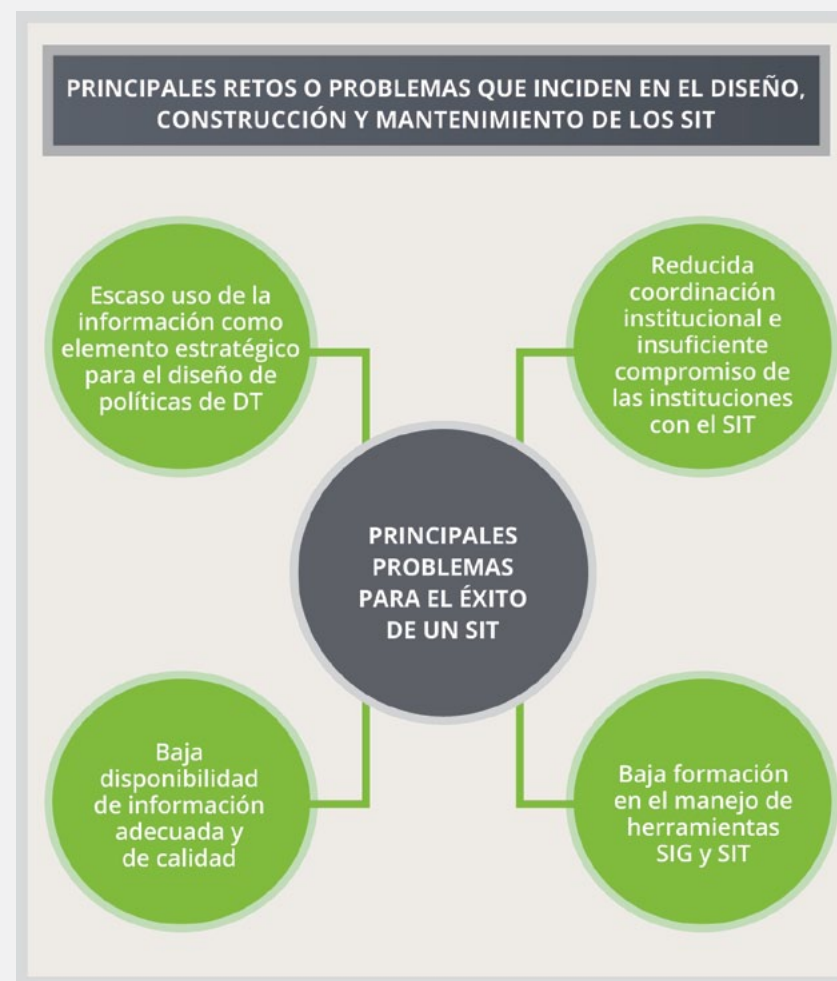 PRINCIPALES RETOS O PROBLEMAS QUE INCIDEN EN EL DISEÑO,
CONSTRUCCIÓN Y MANTENIMIENTO DE LOS SIT
Escaso uso de la
información como
elemento estratégico
para el diseño de
políticas de DT
Reducida
coordinación
institucional e
insuficiente
compromiso de
las instituciones
con el SIT
PRINCIPALES
PROBLEMAS
PARA EL ÉXITO
DE UN SIT
Baja
disponibilidad
de información
adecuada y
de calidad
Baja formación
en el manejo de
herramientas
SIG y SIT